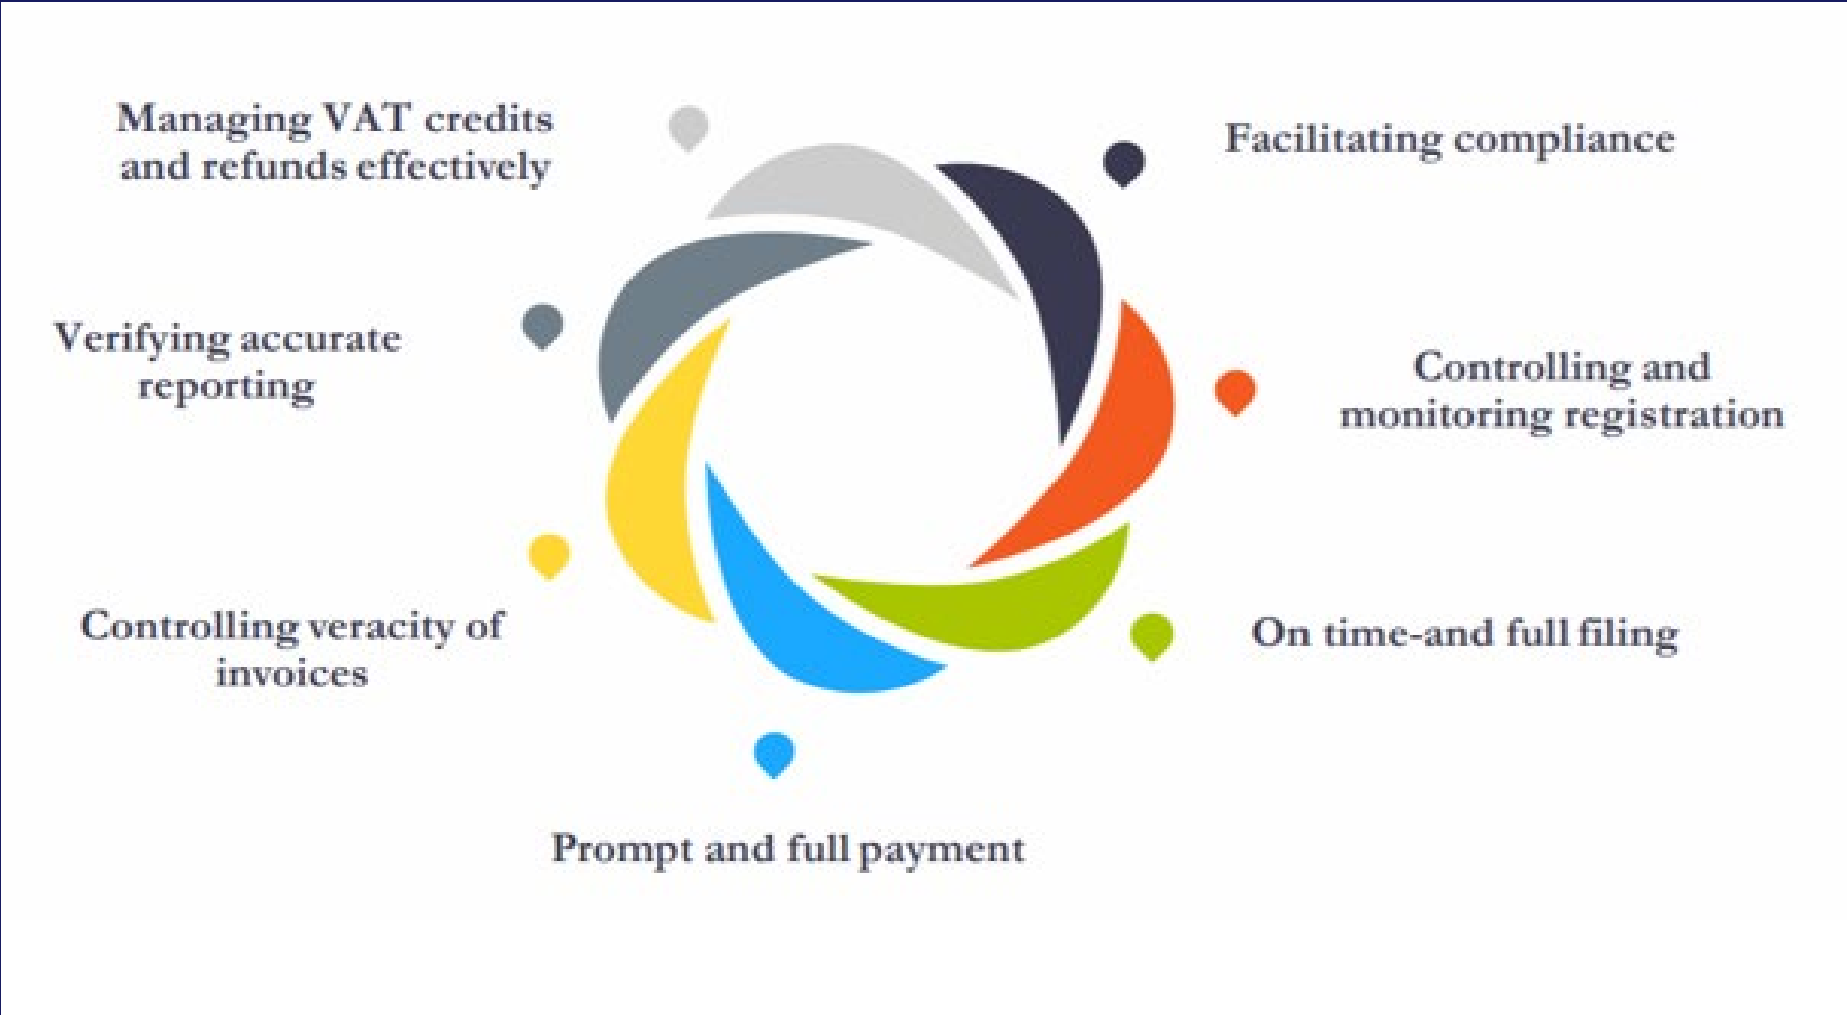 Managing VAT credits
and refunds effectively
Facilitating compliance
Verifying accurate
reporting
Controlling and
monitoring registration
Controlling veracity of
invoices
On time-and full filing
Prompt and full payment